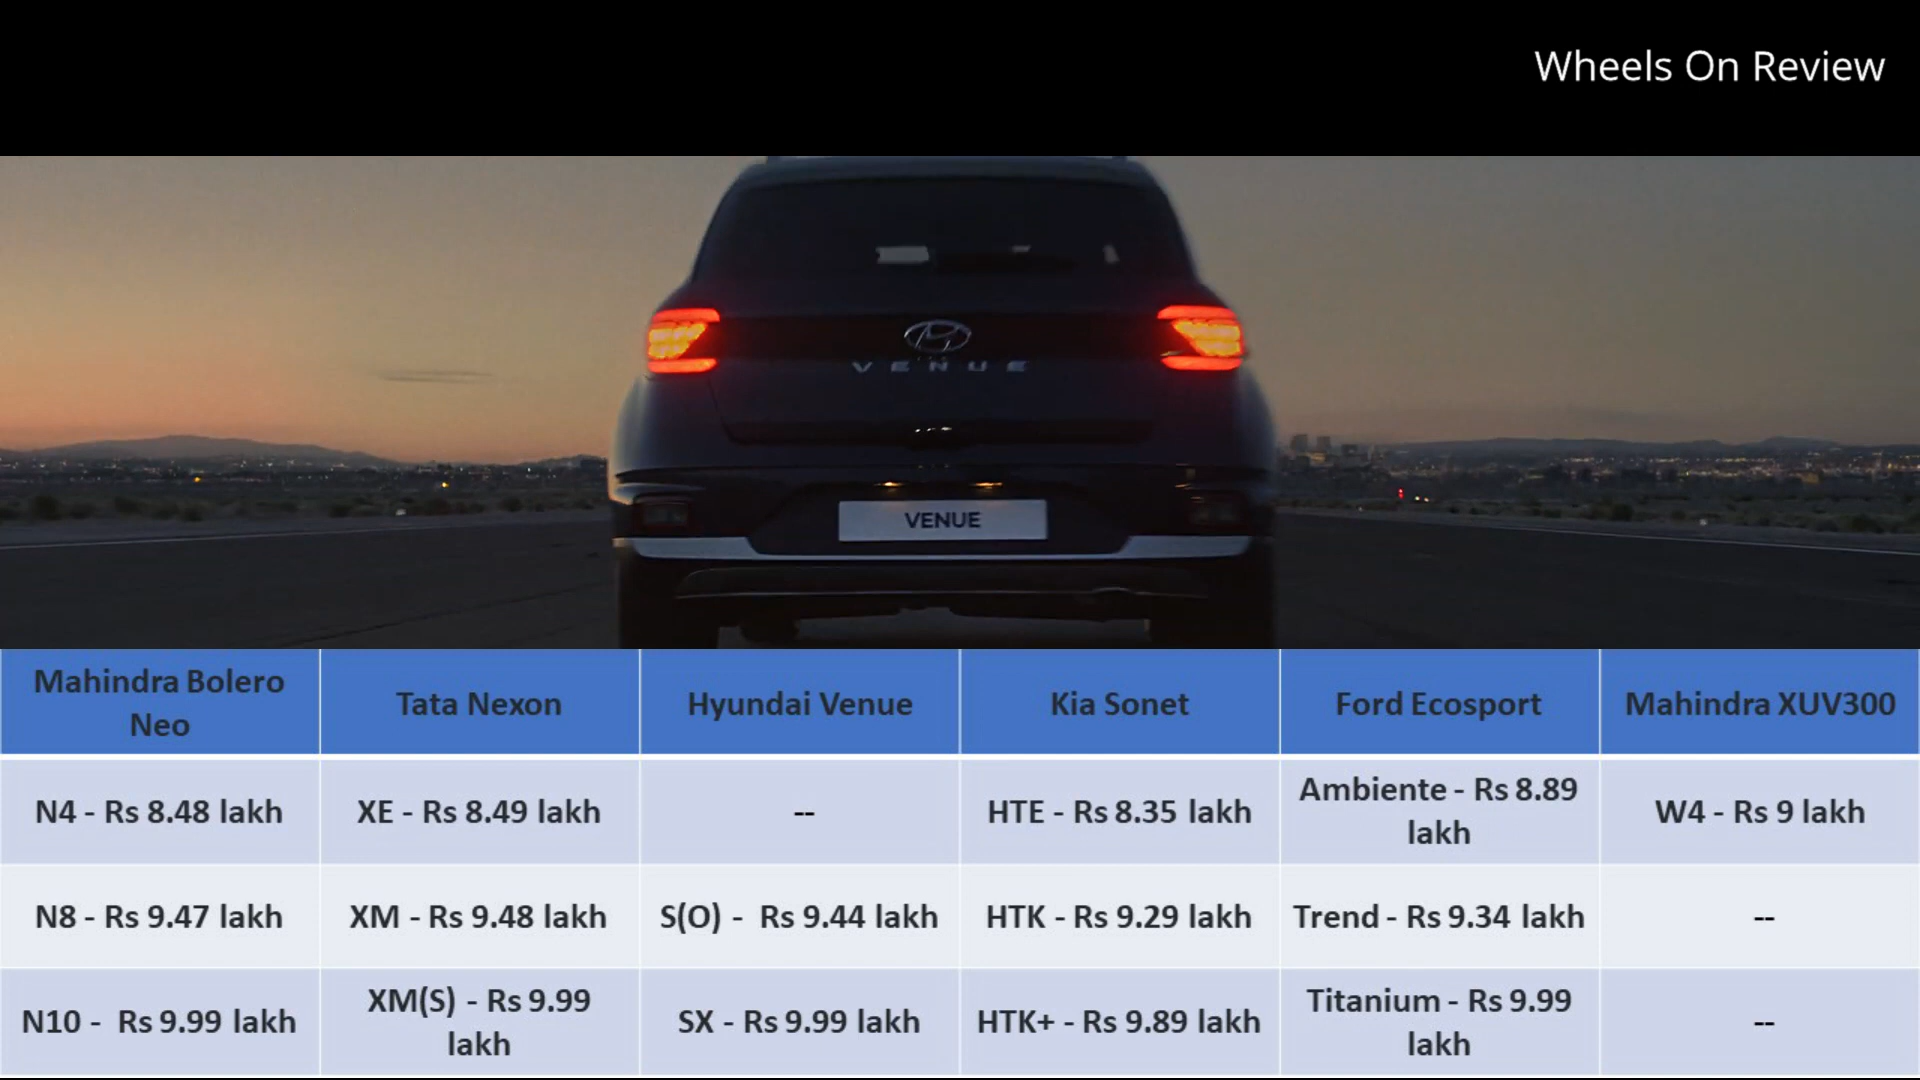 Wheels On Review
VENUE
VENUE
Mahindra Bolero
Neo
Tata Nexon
Hyundai Venue
Kia Sonet
Ford Ecosport
Mahindra XUV300
N4 - Rs 8.48 lakh
XE - Rs 8.49 lakh
--
HTE - Rs 8.35 lakh
Ambiente - Rs 8.89
lakh
W4 - Rs 9 lakh
N8 - Rs 9.47 lakh
XM - Rs 9.48 lakh
S(O) -  Rs 9.44 lakh
HTK - Rs 9.29 lakh
Trend - Rs 9.34 lakh
--
N10 -  Rs 9.99 lakh
XM(S) - Rs 9.99
lakh
SX - Rs 9.99 lakh
HTK+ - Rs 9.89 lakh
Titanium - Rs 9.99
lakh
--